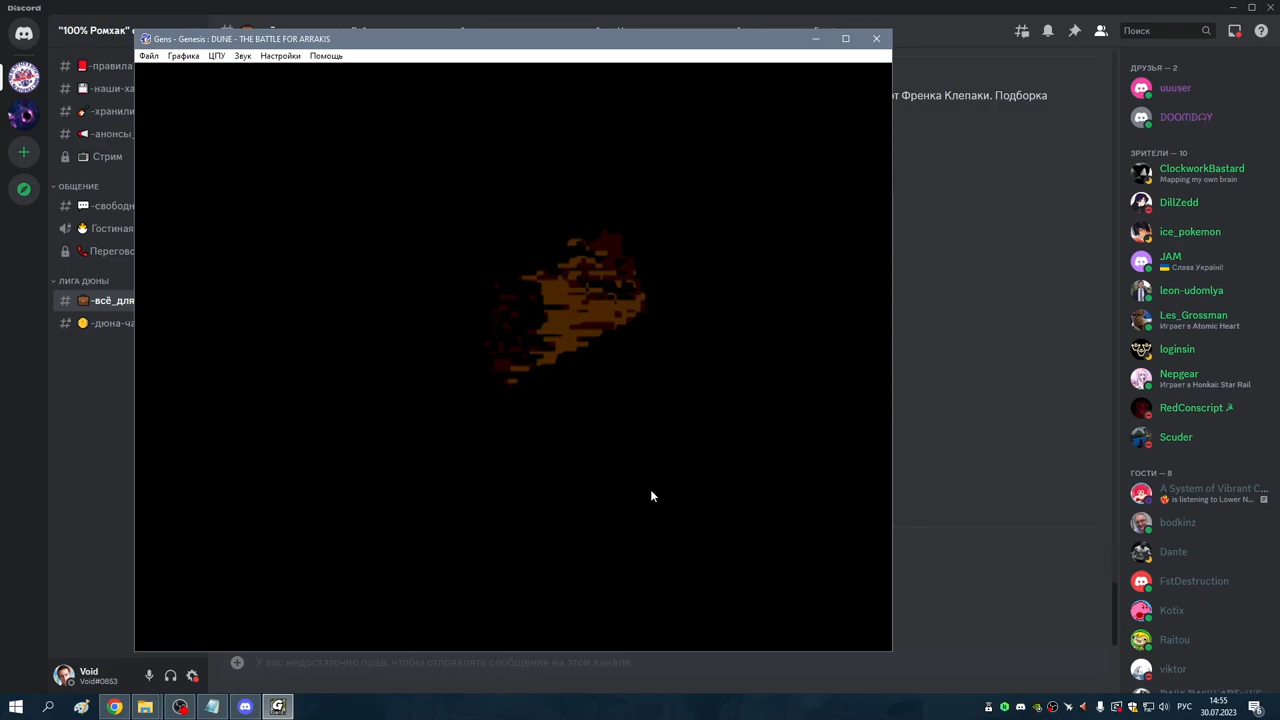 Discord
"100% Ромхак" с
Поиск
Gens - Genesis : DUNE - THE BATTLE FOR ARRAKIS
Файл Графика ЦПУ Звук Настройки Помощь
-правила
-наши-ха
-хранили
-анонсы_
Стрим
ОБЩЕНИЕ
-свободн
Гостиная
Перегово
ЛИГА ДЮНЫ
-всё_для
-дюна-ча
от Френка Клепаки. Подборка
У вас недостаточно прав, чтобы отправлять сообщения на этом канале.
Void
Void#0853
ДРУЗЬЯ — 2
uuuser
DOOMDAY
ЗРИТЕЛИ — 10
ClockworkBastard
Mapping my own brain
DillZedd
ice_pokemon
JAM
Слава Україні!
leon-udomlya
Les_Grossman
Играет в Atomic Heart
loginsin
Nepgear
Играет в Honkai: Star Rail
RedConscript ☭
Scuder
ГОСТИ — 8
A System of Vibrant C...
is listening to Lower N...
bodkinz
Dante
FstDestruction
Kotix
Raitou
viktor
РУС
14:55
30.07.2023
6